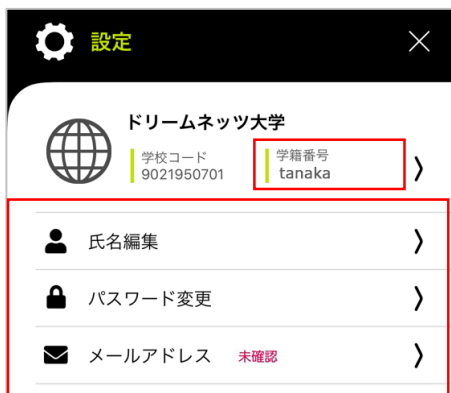 設定
ドリームネッツ大学
学校コード 学籍番号
9021950701 tanaka
氏名編集
パスワード変更
メールアドレス 未確認